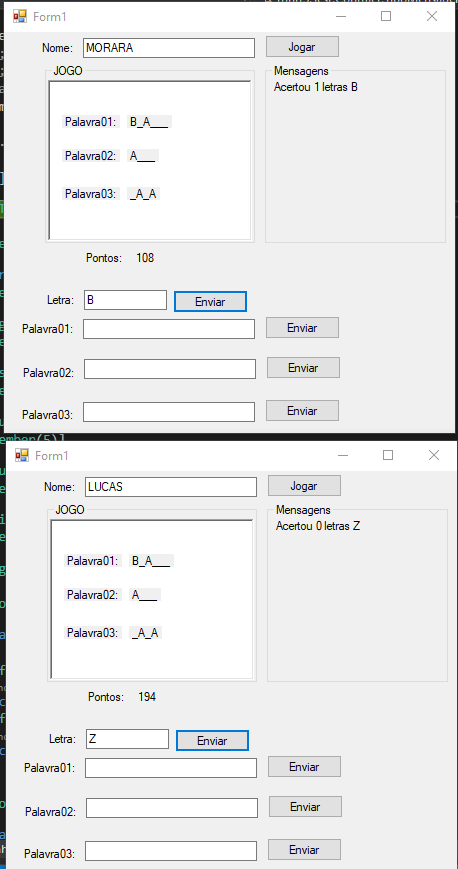 Form1
Nome: MORARA Jogar
JOGO Mensagens
Acertou 1 letras B
Palavra01: B_A___
Palavra02: A___
Palavra03: _A_A
Pontos: 108
Letra: B Enviar
Palavra01: Enviar
Palavra02: Enviar
Palavra03: Enviar
ember(5)]
Form1
Nome: LUCAS Jogar
JOGO Mensagens
Acertou 0 letras Z
Palavra01: B_A___
Palavra02: A___
Palavra03: _A_A
Pontos: 194
Letra: Z Enviar
Palavra01: Enviar
Palavra02: Enviar
Palavra03: Enviar